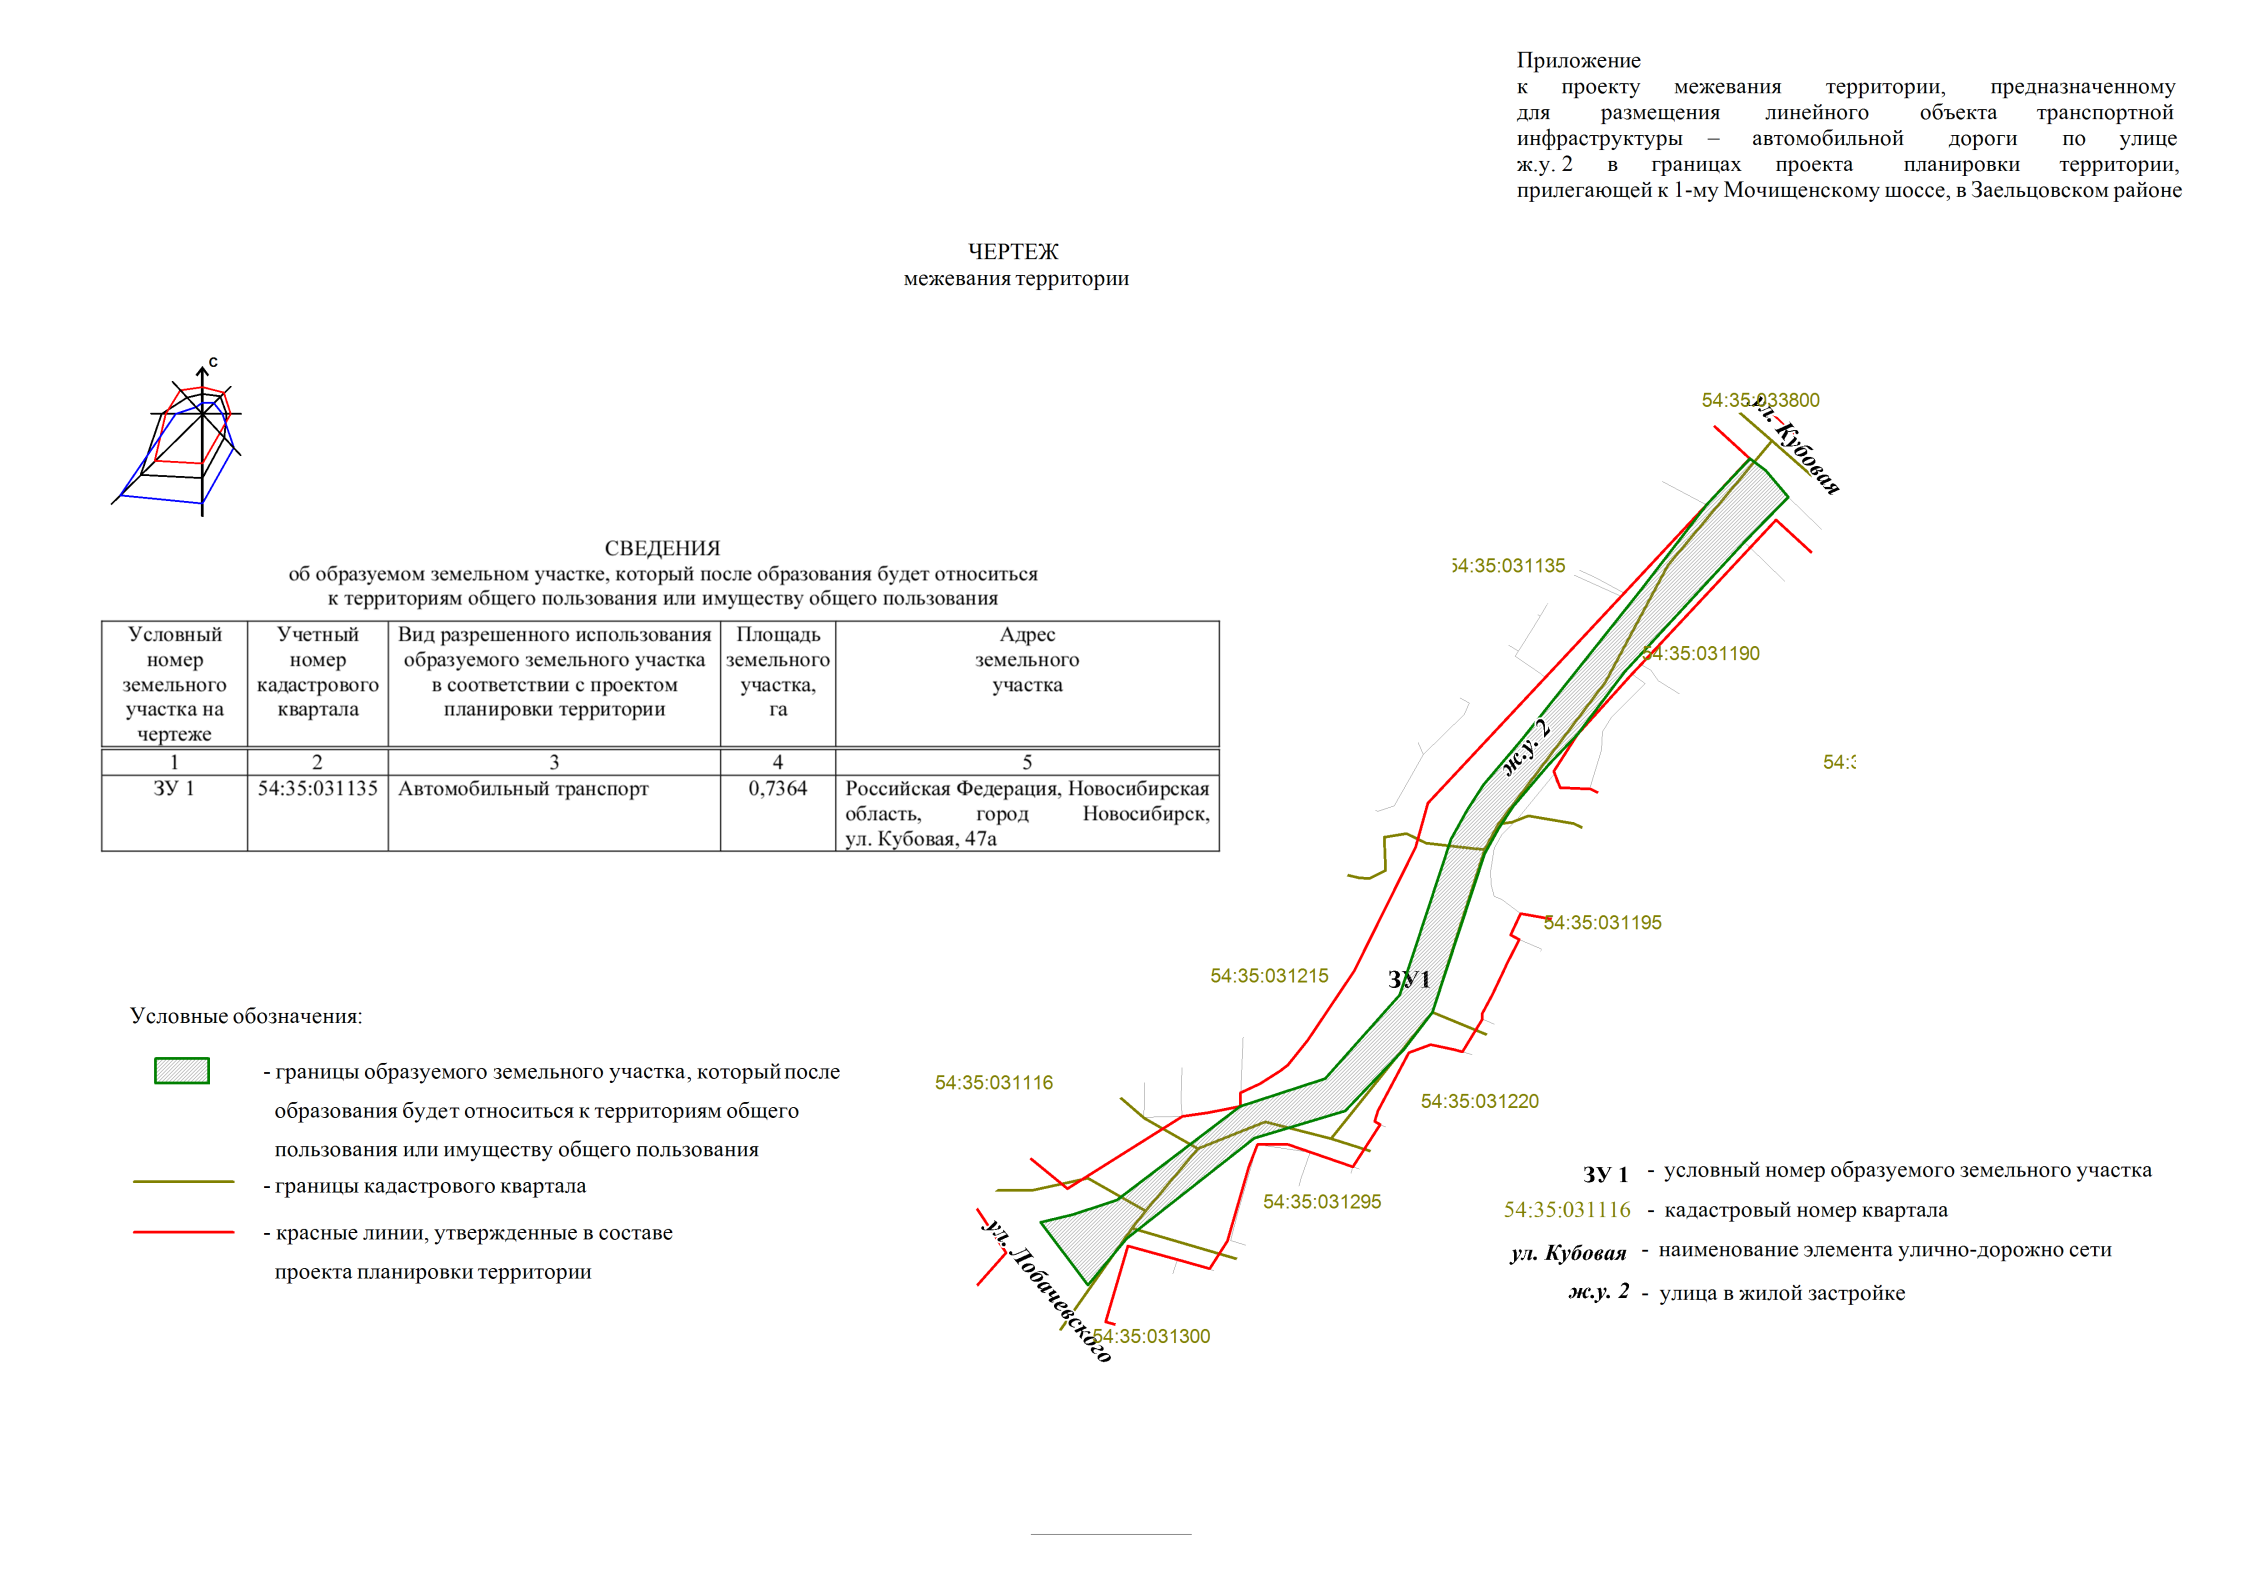 Приложение
к проекту межевания территории, предназначенному
для размещения линейного объекта транспортной
инфраструктуры – автомобильной дороги по улице
ж.у. 2 в границах проекта планировки территории,
прилегающей к 1-му Мочищенскому шоссе, в Заельцовском районе
ЧЕРТЕЖ
межевания территории
С
СВЕДЕНИЯ
об образуемом земельном участке, который после образования будет относиться
к территориям общего пользования или имуществу общего пользования
Условный
номер
земельного
участка на
чертеже
Учетный
номер
кадастрового
квартала
Вид разрешенного использования
образуемого земельного участка
в соответствии с проектом
планировки территории
Площадь
земельного
участка,
га
Адрес
земельного
участка
1 2 3 4 5
ЗУ 1
54:35:031135
Автомобильный транспорт
0,7364
Российская Федерация, Новосибирская
область, город Новосибирск,
ул. Кубовая, 47а
54:35:033800
ул. Кубовая
54:35:031135
54:35:031190
ж.у. 2
54:3
54:35:031195
54:35:031215
ЗУ1
54:35:031116
54:35:031220
54:35:031295
ул. Лобачевского
54:35:031300
Условные обозначения:
- границы образуемого земельного участка, который после
образования будет относиться к территориям общего
пользования или имуществу общего пользования
- границы кадастрового квартала
- красные линии, утвержденные в составе
проекта планировки территории
ЗУ 1 - условный номер образуемого земельного участка
54:35:031116 - кадастровый номер квартала
ул. Кубовая - наименование элемента улично-дорожно сети
ж.у. 2 - улица в жилой застройке